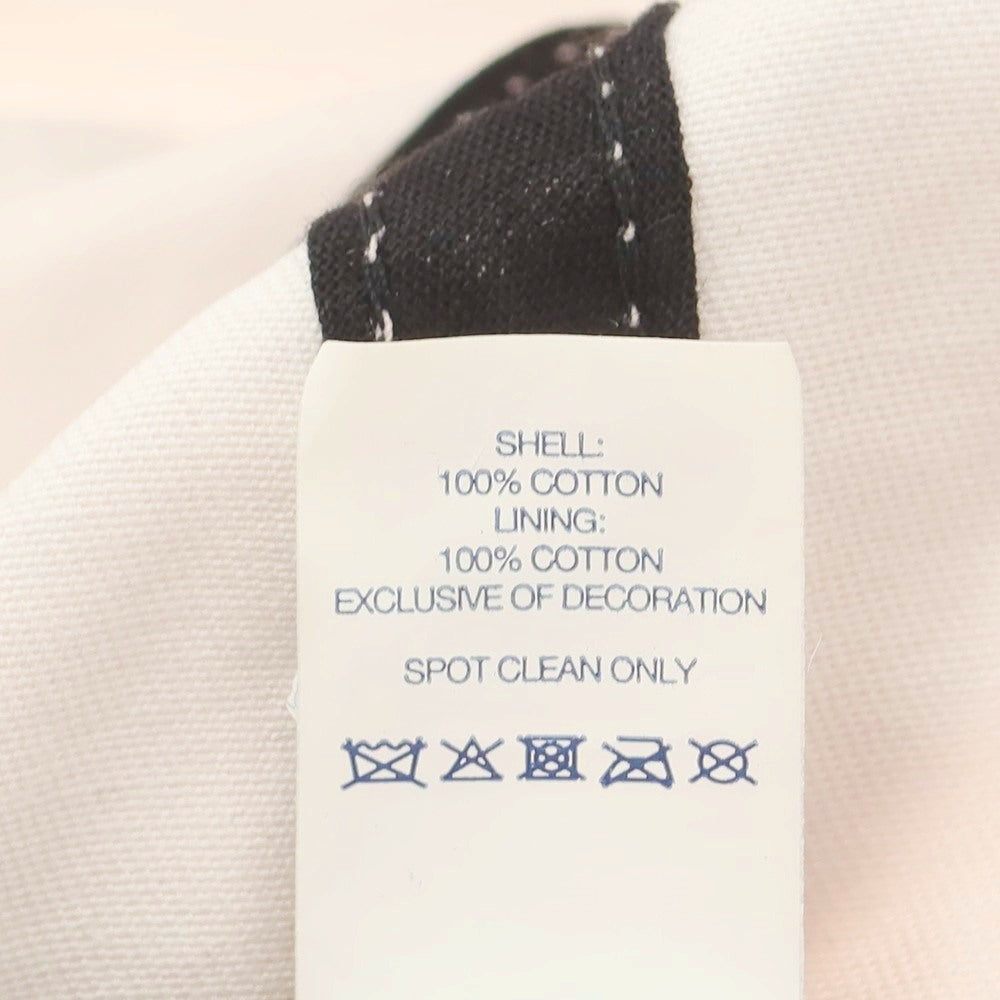 SHELL:
100% COTTON
LINING:
100% COTTON
EXCLUSIVE OF DECORATION
SPOT CLEAN ONLY